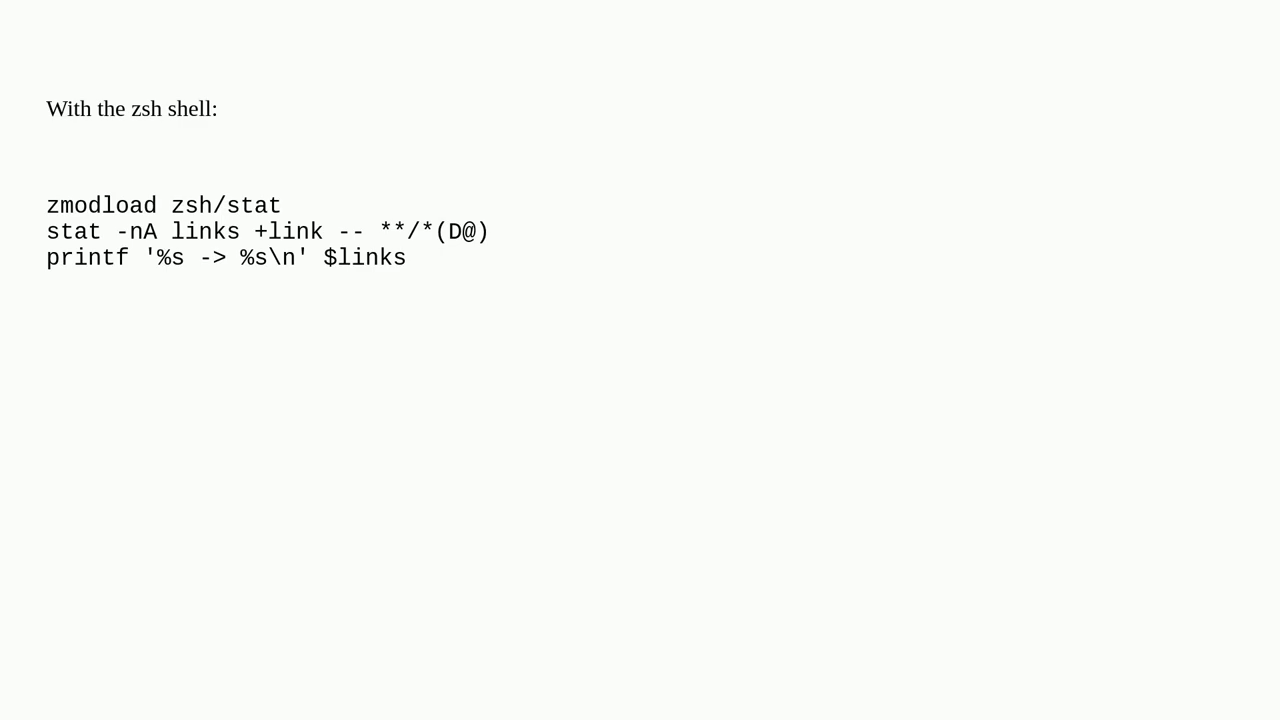 With the zsh shell:
zmodload zsh/stat
stat -nA links +link -- **/*(D@)
printf '%s -> %s\n' $links